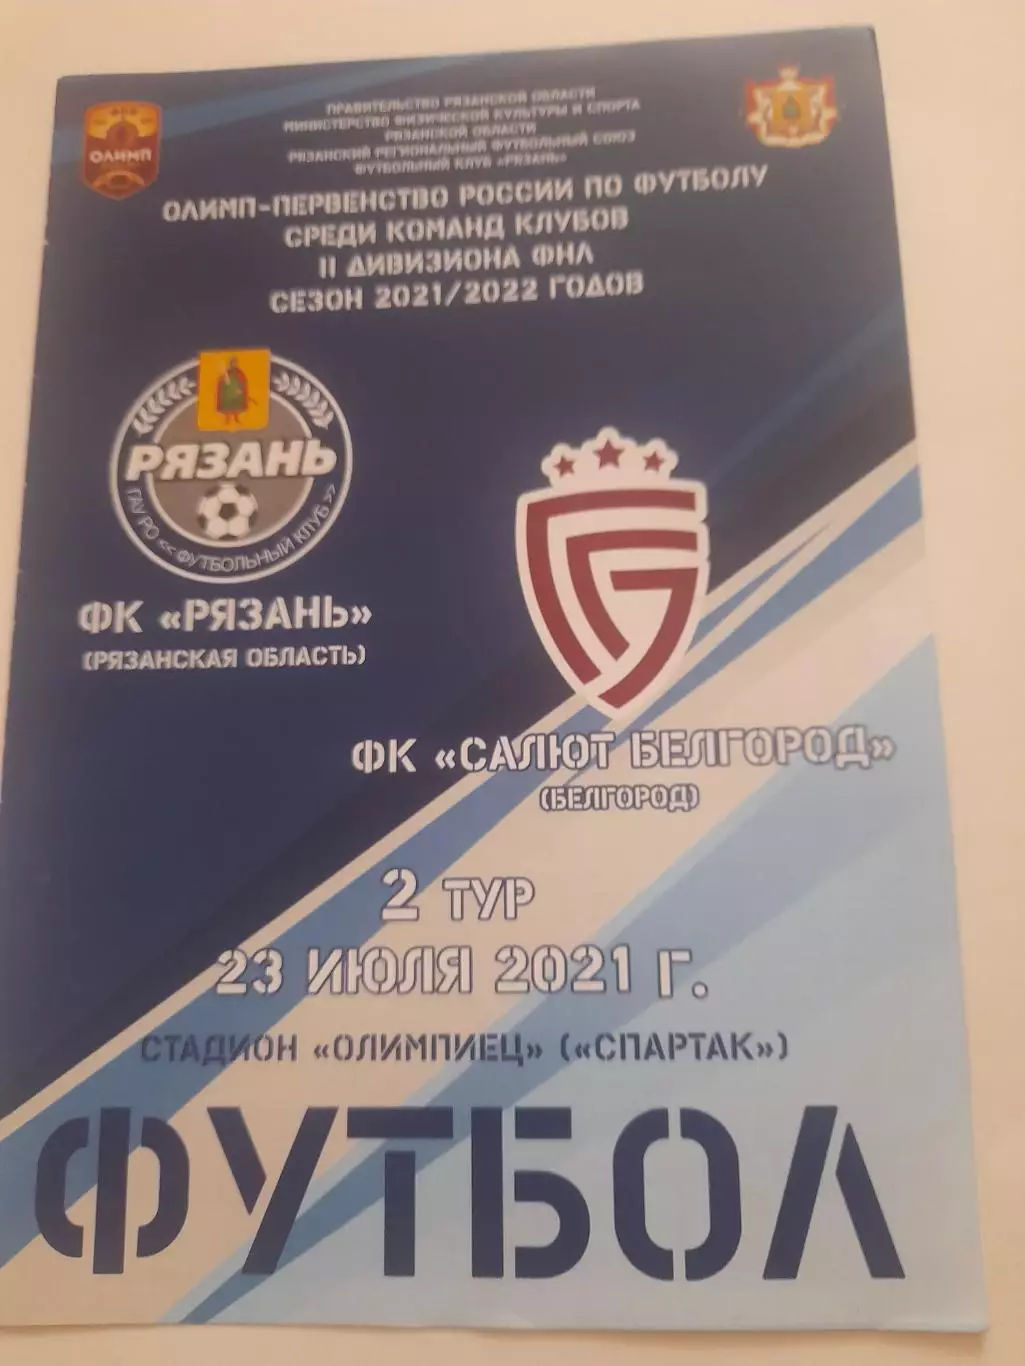 ПРАВИТЕЛЬСТВО РЯЗАНСКОЙ ОБЛАСТИ
МИНИСТЕРСТВО ФИЗИЧЕСКОЙ КУЛЬТУРЫ И СПОРТА
РЯЗАНСКОЙ ОБЛАСТИ
РЯЗАНСКИЙ РЕГИОНАЛЬНЫЙ ФУТБОЛЬНЫЙ СОЮЗ
ФУТБОЛЬНЫЙ КЛУБ «РЯЗАНЬ»
ОЛИМП
ОЛИМП-ПЕРВЕНСТВО РОССИИ ПО ФУТБОЛУ
СРЕДИ КОМАНД КЛУБОВ
II ДИВИЗИОНА ФНЛ
СЕЗОН 2021/2022 ГОДОВ
РЯЗАНЬ
ГАУ РО «ФУТБОЛЬНЫЙ КЛУБ»
ФК «РЯЗАНЬ»
(РЯЗАНСКАЯ ОБЛАСТЬ)
ФК «САЛЮТ БЕЛГОРОД»
(БЕЛГОРОД)
2 ТУР
23 ИЮЛЯ 2021 Г.
СТАДИОН «ОЛИМПИЕЦ» («СПАРТАК»)
ФУТБОЛ